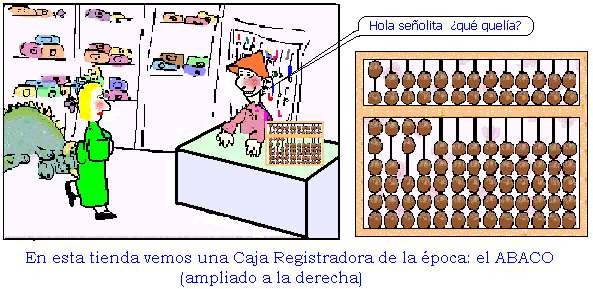 Hola señolita ¿qué quelía?
En esta tienda vemos una Caja Registradora de la época: el ABACO
(ampliado a la derecha)